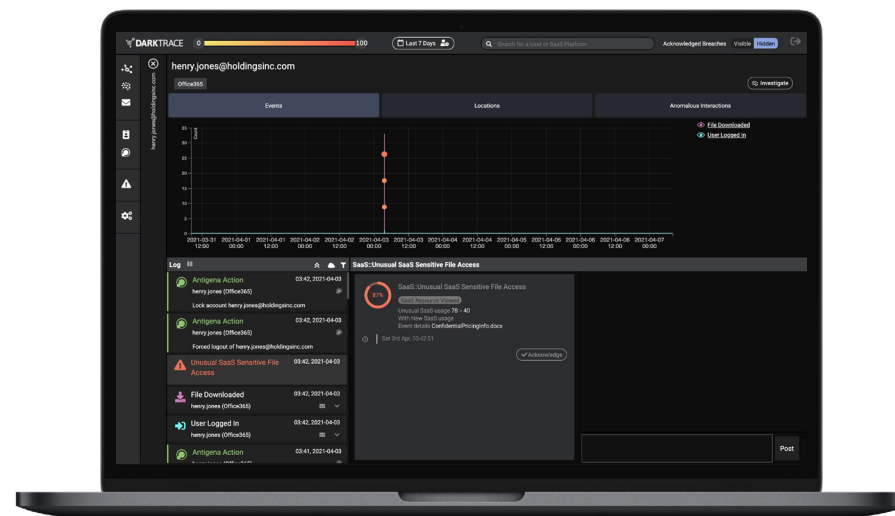 DARKTRACE
0
100
Last 7 Days
Search for a User or SaaS Platform
Acknowledged Breaches
Visible
Hidden
henry.jones@holdingsinc.com
henry.jones@holdingsinc.com
Office365
Investigate
Events
Locations
Anomalous Interactions
Count
35
30
25
20
15
10
5
0
2021-03-31 12:00
2021-04-01 00:00
2021-04-01 12:00
2021-04-02 00:00
2021-04-02 12:00
2021-04-03 00:00
2021-04-03 12:00
2021-04-04 00:00
2021-04-04 12:00
2021-04-05 00:00
2021-04-05 12:00
2021-04-06 00:00
2021-04-06 12:00
2021-04-07 00:00
File Downloaded
User Logged In
Log
Antigena Action
03:42, 2021-04-03
henry.jones (Office365)
Lock account henry.jones@holdingsinc.com
Antigena Action
03:42, 2021-04-03
henry.jones (Office365)
Forced logout of henry.jones@holdingsinc.com
Unusual SaaS Sensitive File
Access
03:42, 2021-04-03
File Downloaded
03:42, 2021-04-03
henry.jones (Office365)
User Logged In
03:42, 2021-04-03
henry.jones (Office365)
Antigena Action
03:41, 2021-04-03
SaaS::Unusual SaaS Sensitive File Access
87%
SaaS::Unusual SaaS Sensitive File Access
SaaS Resource Viewed
Unusual SaaS usage 78 > 40
With New SaaS usage
Event details ConfidentialPricingInfo.docx
Sat 3rd Apr, 03:42:51
Acknowledge
Post